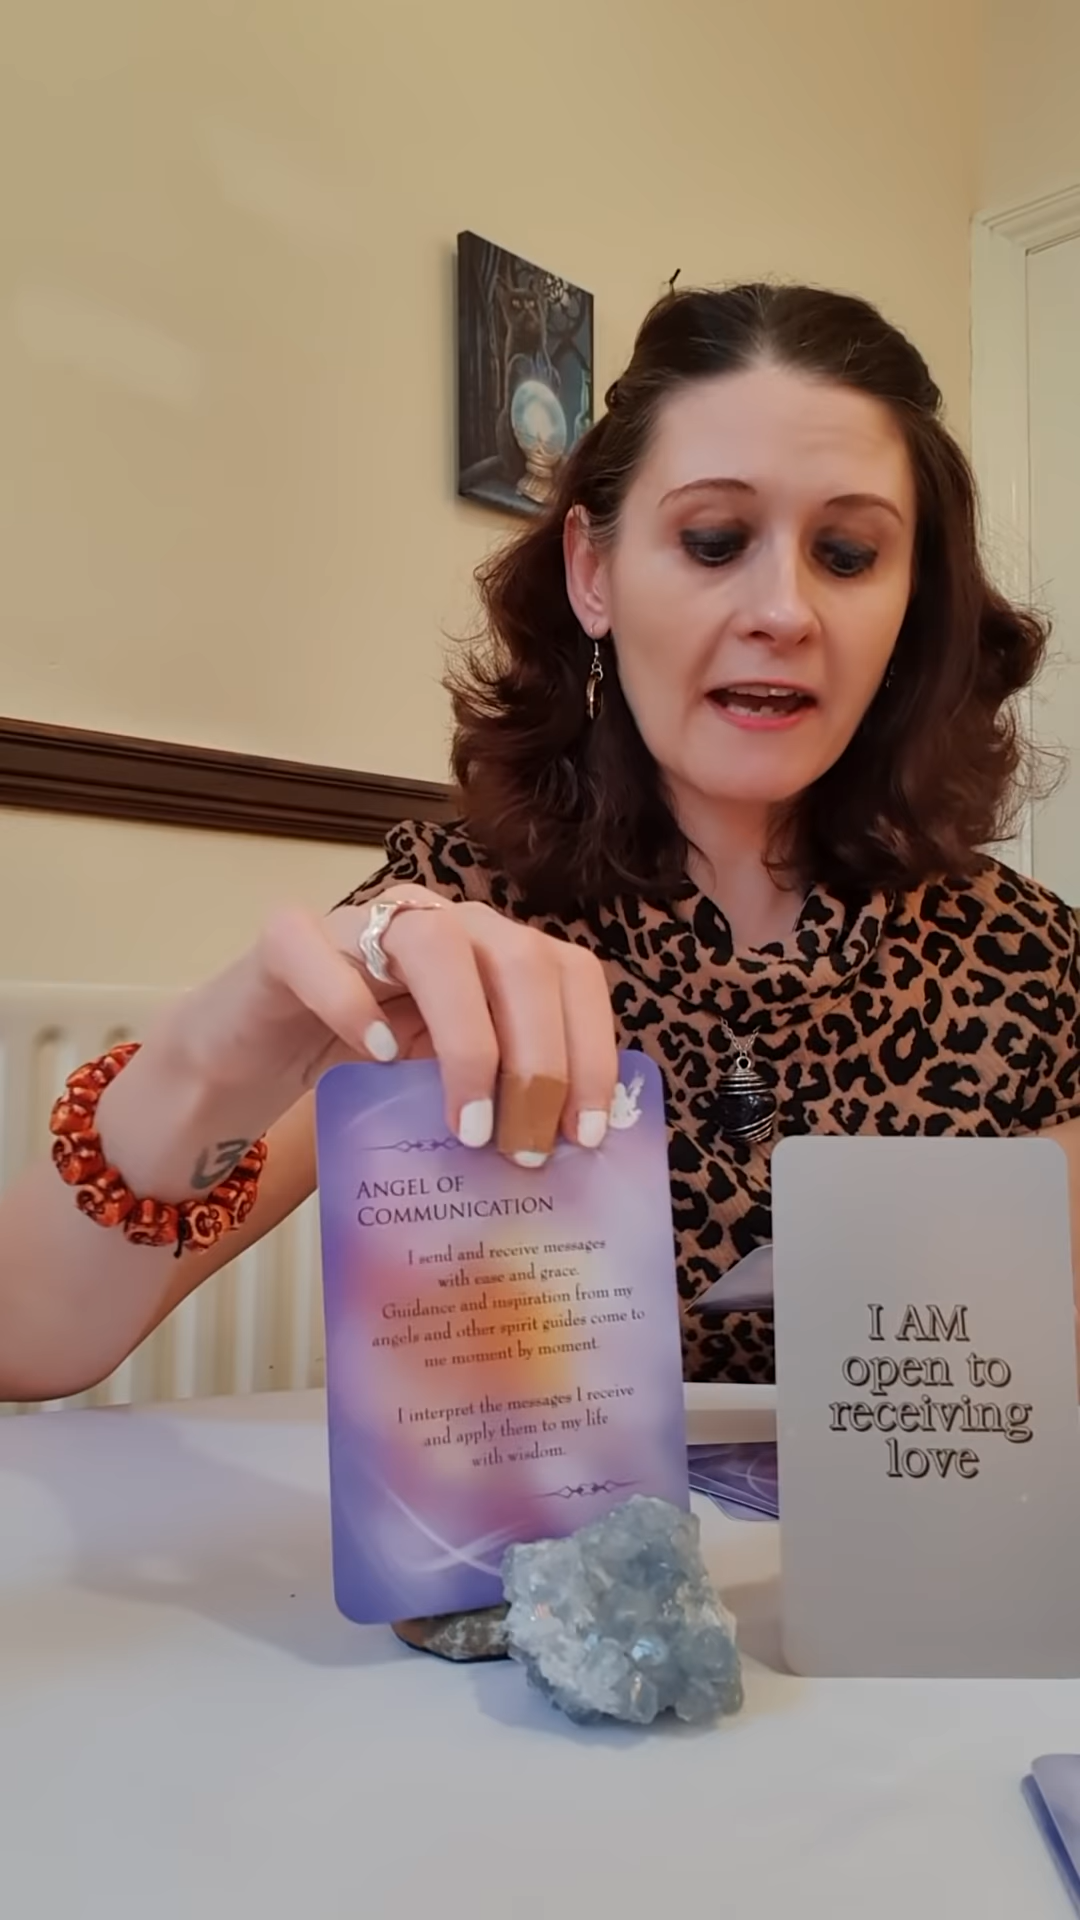 ANGEL OF
COMMUNICATION
I send and receive messages
with ease and grace.
Guidance and inspiration from my
angels and other spirit guides come to
me moment by moment.
I interpret the messages I receive
and apply them to my life
with wisdom.
I AM
open to
receiving
love